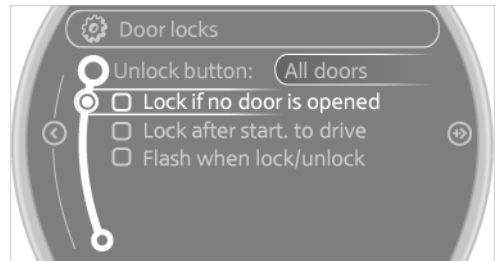 Door locks
Unlock button: All doors
Lock if no door is opened
Lock after start. to drive
Flash when lock/unlock